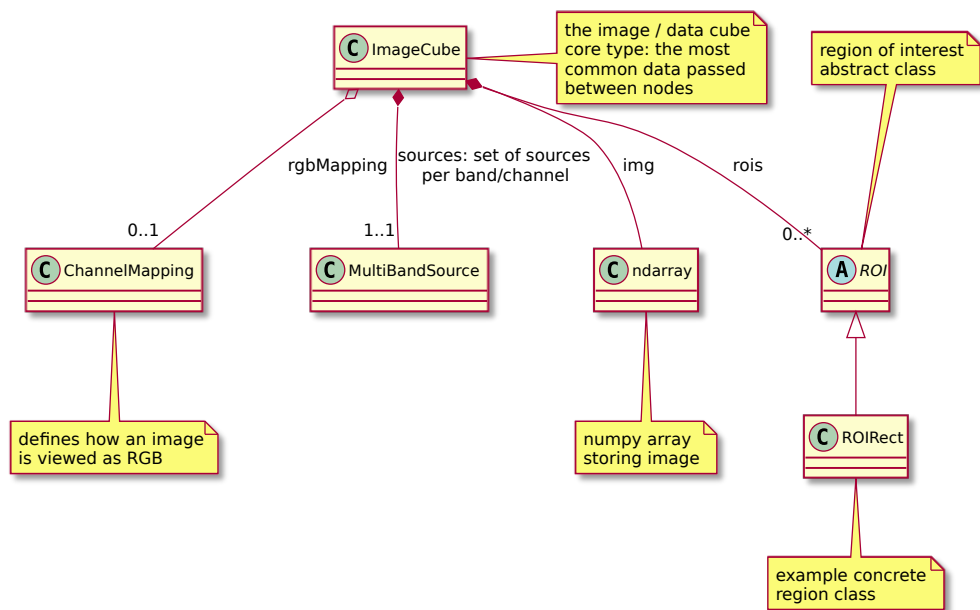 C ImageCube
the image / data cube
core type: the most
common data passed
between nodes
region of interest
abstract class
rgbMapping
sources: set of sources
per band/channel
img
rois
0..1
1..1
0..*
C ChannelMapping
C MultiBandSource
C ndarray
A ROI
defines how an image
is viewed as RGB
numpy array
storing image
C ROIRect
example concrete
region class